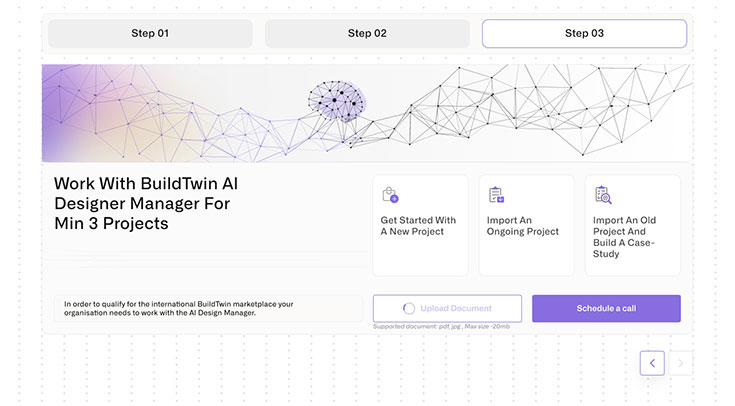 Step 01
Step 02
Step 03
Work With BuildTwin AI
Designer Manager For
Min 3 Projects
Get Started With
A New Project
Import An
Ongoing Project
Import An Old
Project And
Build A Case-
Study
In order to qualify for the international BuildTwin marketplace your
organisation needs to work with the AI Design Manager.
Upload Document
Schedule a call
Supported document: pdf, jpg , Max size -20mb